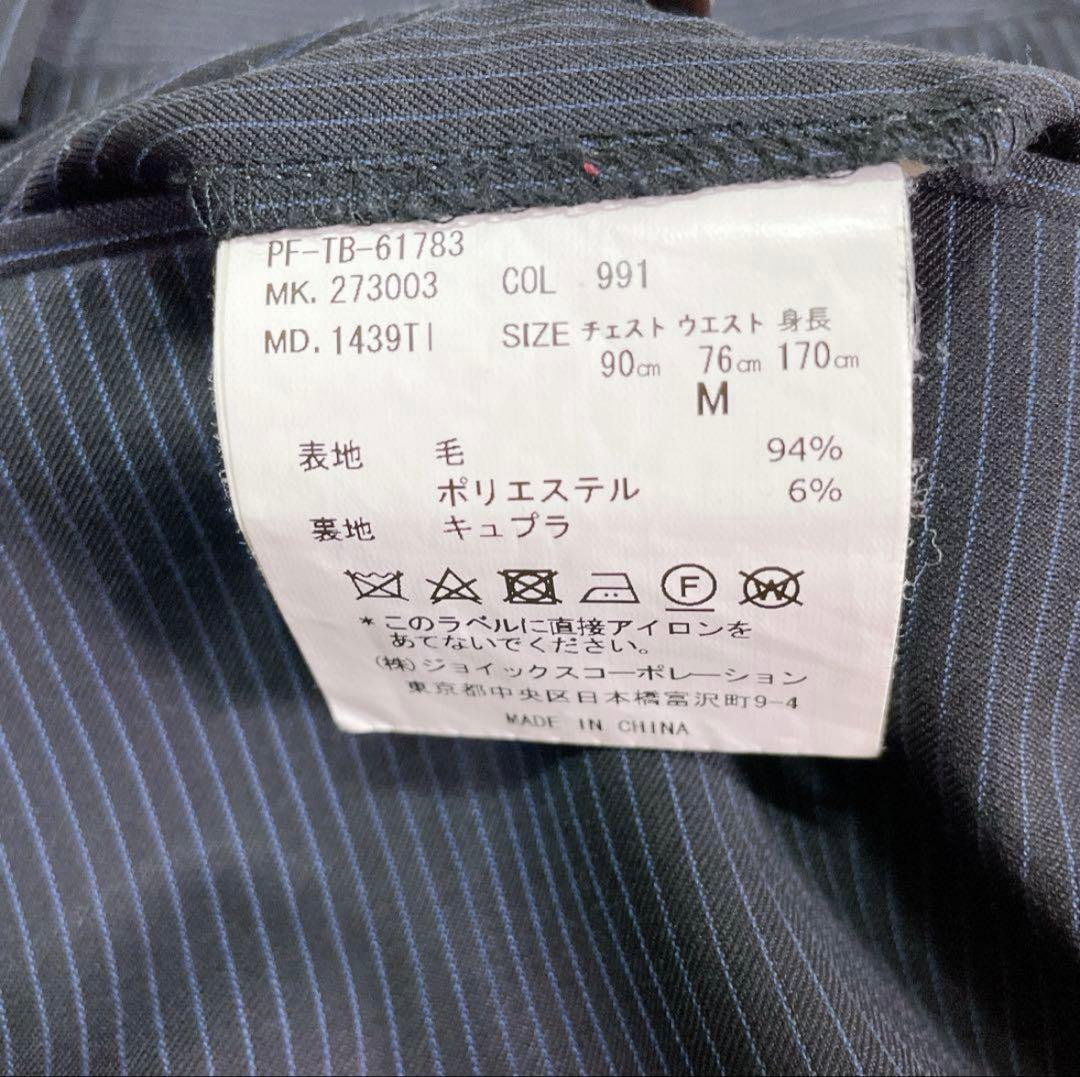 PF-TB-61783
MK. 273003 COL 991
MD. 1439TI SIZE チェスト ウエスト 身長
90cm 76cm 170cm
M
表地 毛 94%
ポリエステル 6%
裏地 キュプラ
F W
*このラベルに直接アイロンを
あてないでください。
(株)ジョイックスコーポレーション
東京都中央区日本橋富沢町9-4
MADE IN CHINA